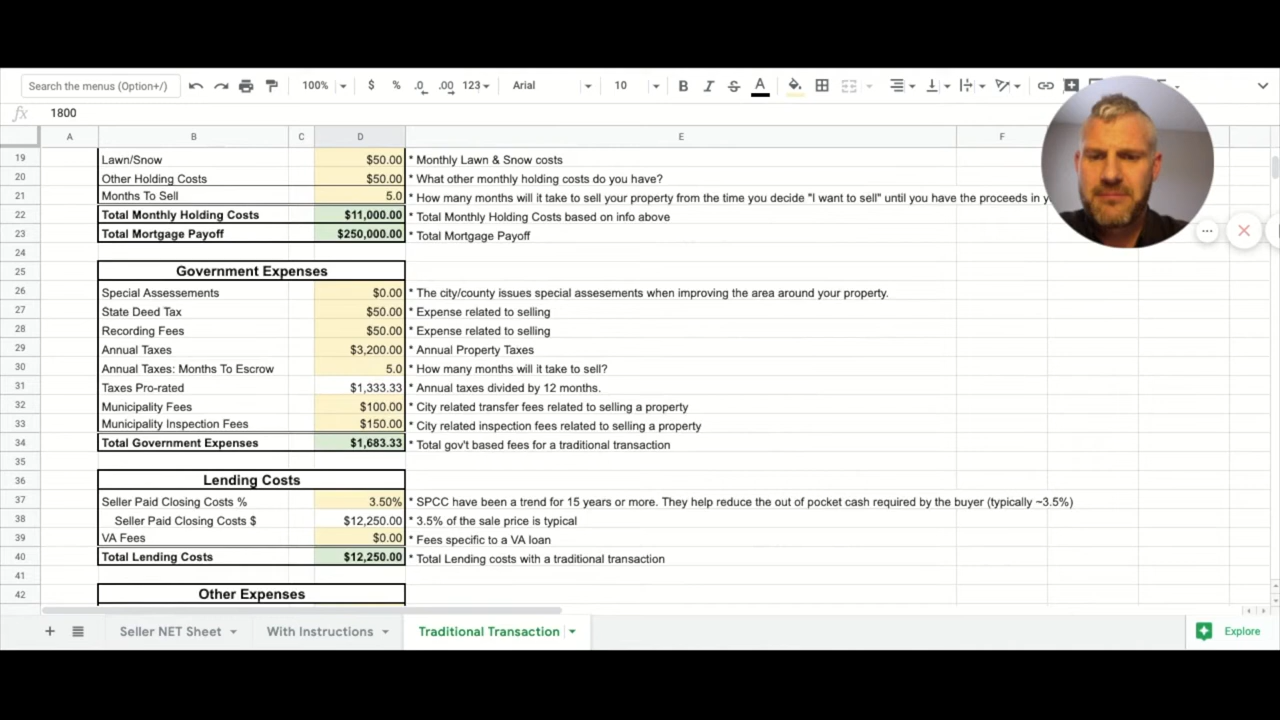 Search the menus (Option+/) 100% $ % .0 .00 123 Arial 10 B I S A
fx 1800
A B C D E F
19 Lawn/Snow $50.00 * Monthly Lawn & Snow costs
20 Other Holding Costs $50.00 * What other monthly holding costs do you have?
21 Months To Sell 5.0 * How many months will it take to sell your property from the time you decide "I want to sell" until you have the proceeds in
22 Total Monthly Holding Costs $11,000.00 * Total Monthly Holding Costs based on info above
23 Total Mortgage Payoff $250,000.00 * Total Mortgage Payoff
24
25 Government Expenses
26 Special Assessements $0.00 * The city/county issues special assesements when improving the area around your property.
27 State Deed Tax $50.00 * Expense related to selling
28 Recording Fees $50.00 * Expense related to selling
29 Annual Taxes $3,200.00 * Annual Property Taxes
30 Annual Taxes: Months To Escrow 5.0 * How many months will it take to sell?
31 Taxes Pro-rated $1,333.33 * Annual taxes divided by 12 months.
32 Municipality Fees $100.00 * City related transfer fees related to selling a property
33 Municipality Inspection Fees $150.00 * City related inspection fees related to selling a property
34 Total Government Expenses $1,683.33 * Total gov't based fees for a traditional transaction
35
36 Lending Costs
37 Seller Paid Closing Costs % 3.50% * SPCC have been a trend for 15 years or more. They help reduce the out of pocket cash required by the buyer (typically ~3.5%)
38 Seller Paid Closing Costs $ $12,250.00 * 3.5% of the sale price is typical
39 VA Fees $0.00 * Fees specific to a VA loan
40 Total Lending Costs $12,250.00 * Total Lending costs with a traditional transaction
41
42 Other Expenses
Seller NET Sheet With Instructions Traditional Transaction Explore